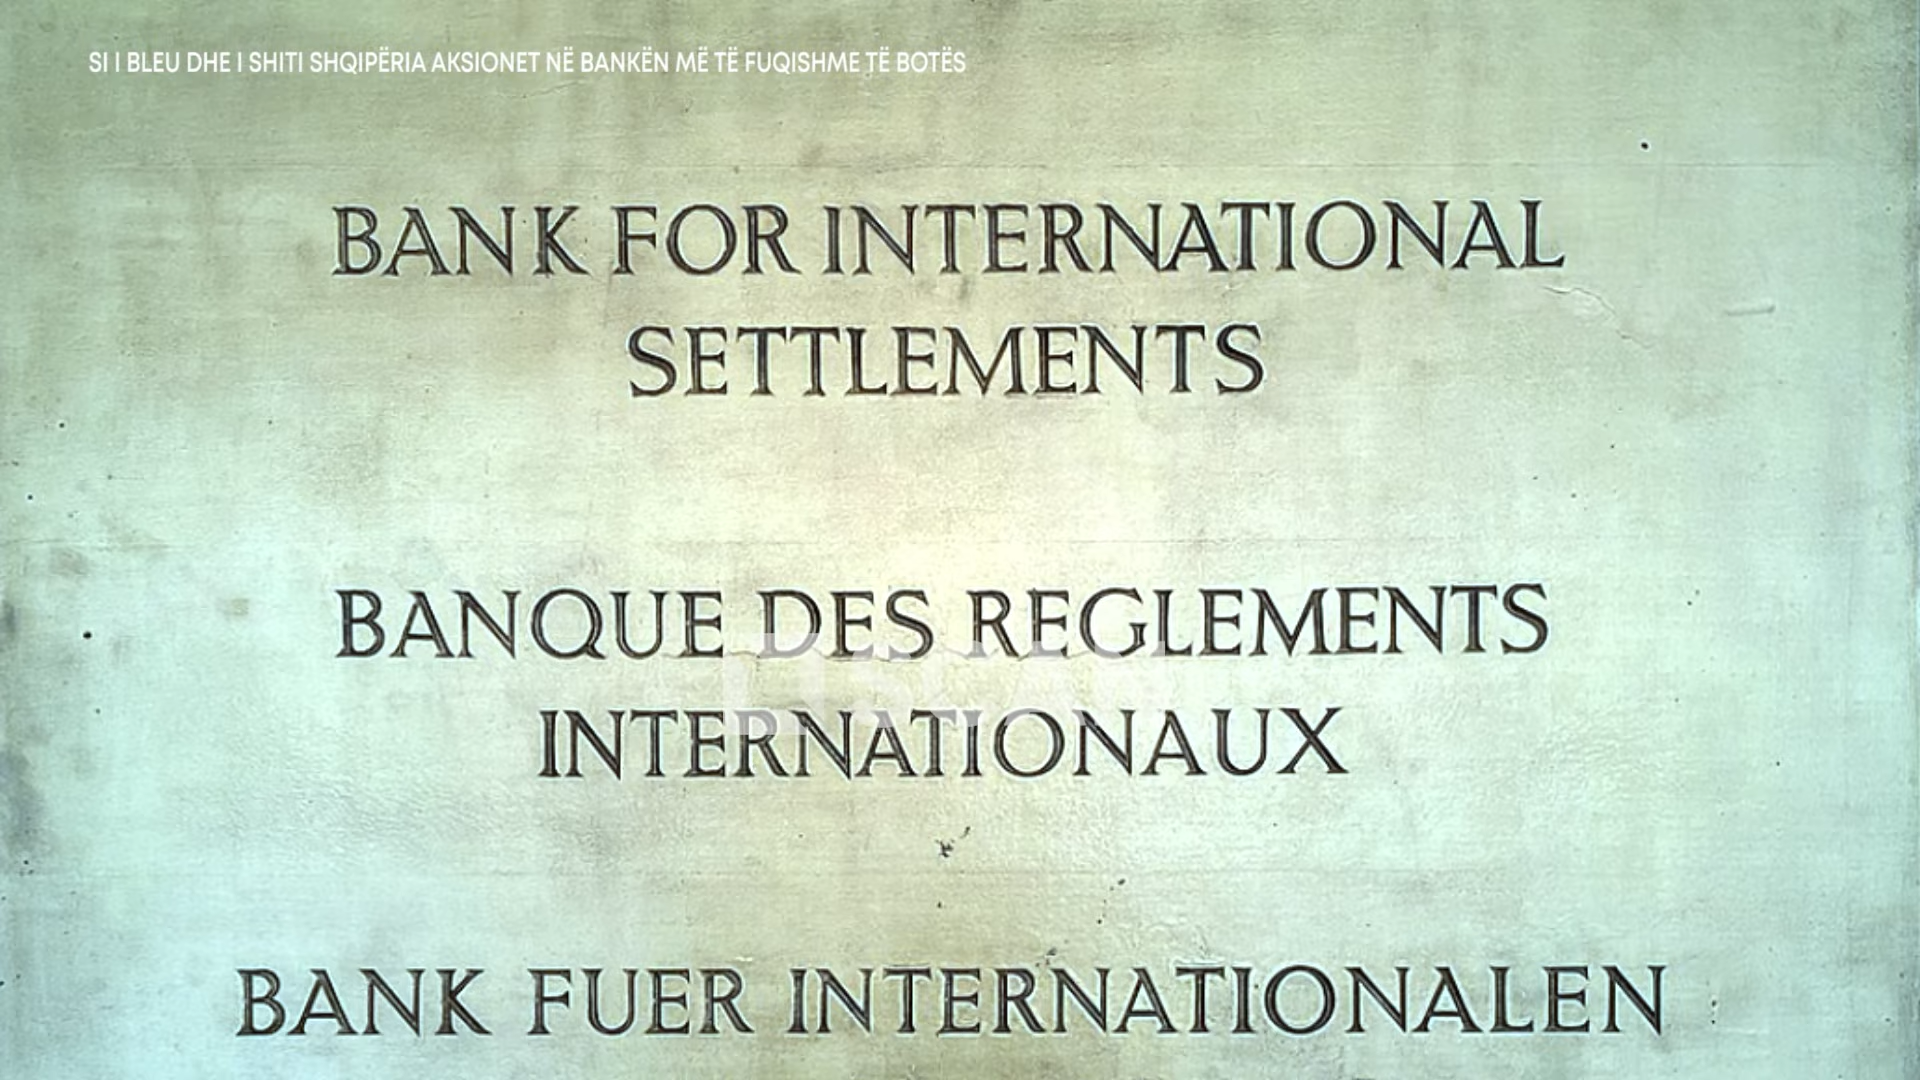 SI I BLEU DHE I SHITI SHQIPËRIA AKSIONET NË BANKËN MË TË FUQISHME TË BOTËS
BANK FOR INTERNATIONAL
SETTLEMENTS
BANQUE DES REGLEMENTS
INTERNATIONAUX
BANK FUER INTERNATIONALEN